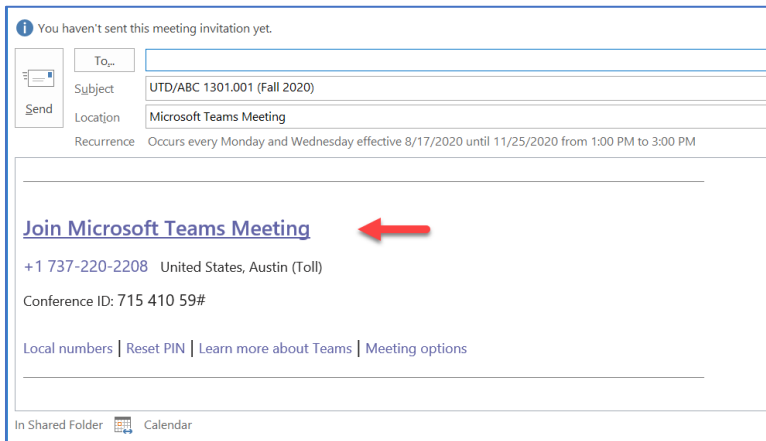 You haven't sent this meeting invitation yet.
To...
Send
Subject UTD/ABC 1301.001 (Fall 2020)
Location Microsoft Teams Meeting
Recurrence Occurs every Monday and Wednesday effective 8/17/2020 until 11/25/2020 from 1:00 PM to 3:00 PM
Join Microsoft Teams Meeting
+1 737-220-2208 United States, Austin (Toll)
Conference ID: 715 410 59#
Local numbers | Reset PIN | Learn more about Teams | Meeting options
In Shared Folder Calendar